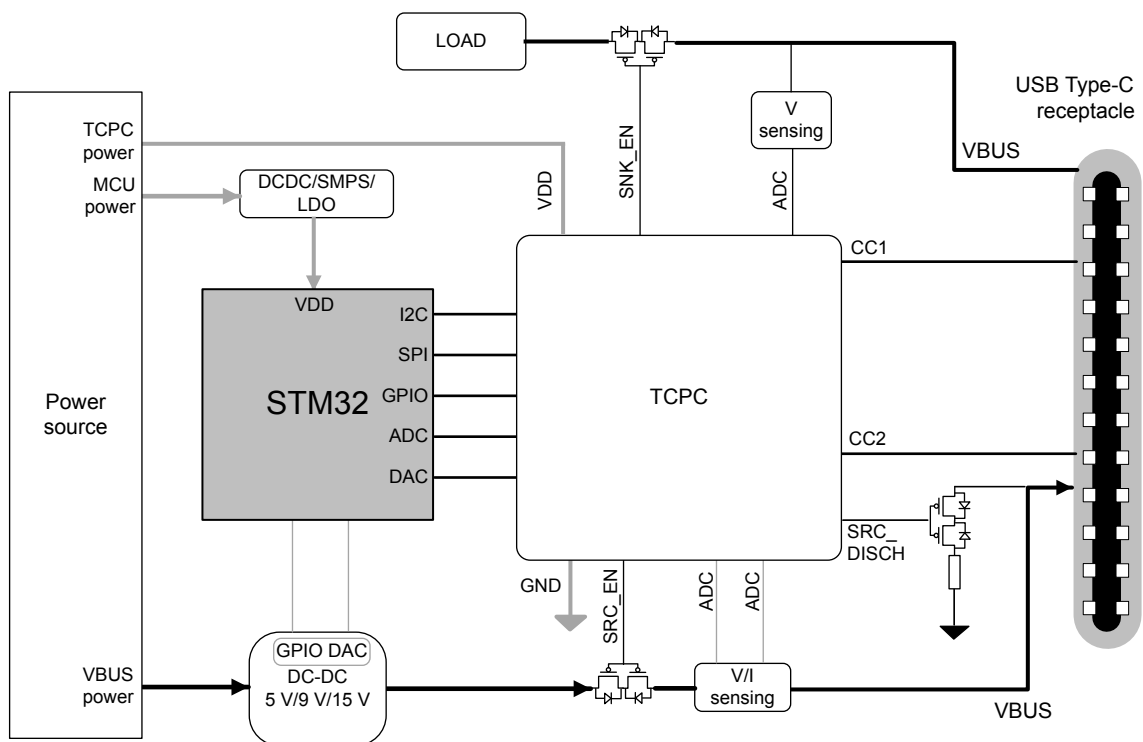 LOAD
USB Type-C
receptacle
TCPC
power
MCU
power
DCDC/SMPS/
LDO
VDD
SNK_EN
V
sensing
ADC
VBUS
CC1
VDD
I2C
SPI
GPIO
ADC
DAC
STM32
TCPC
Power
source
CC2
SRC_
DISCH
GND
SRC_EN
ADC
ADC
GPIO DAC
DC-DC
5 V/9 V/15 V
VBUS
power
V/I
sensing
VBUS